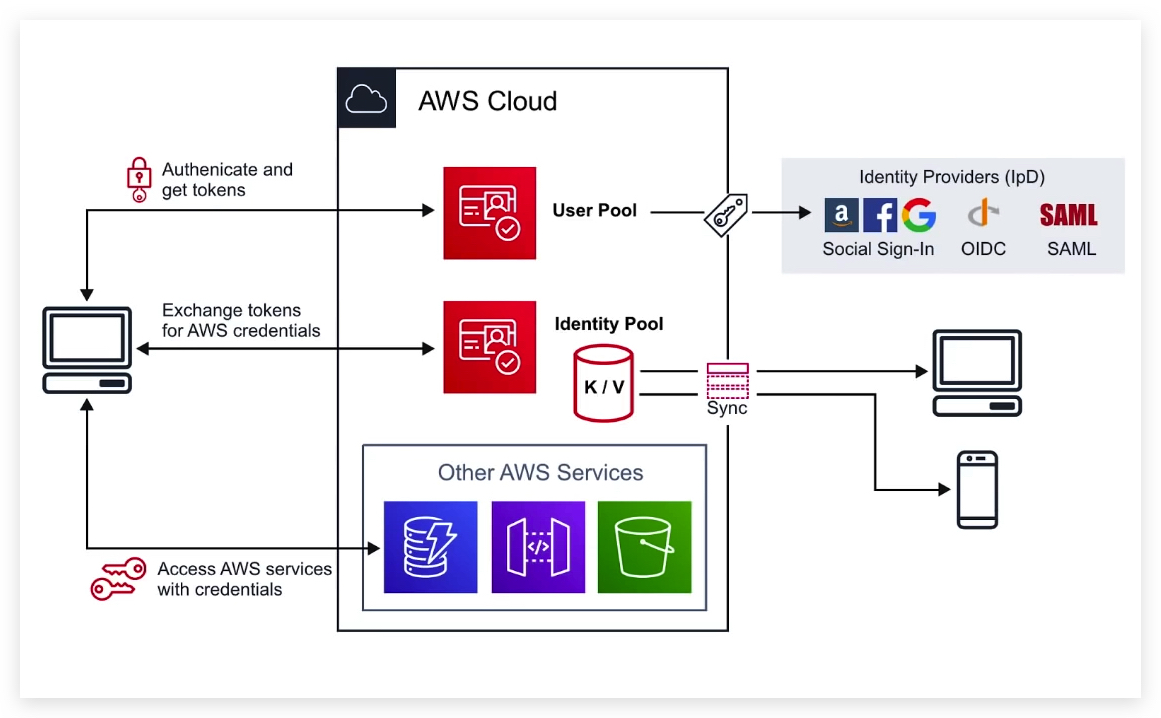 AWS Cloud
Authenicate and
get tokens
User Pool
Identity Providers (IpD)
a f G
SAML
Social Sign-In
OIDC
SAML
Exchange tokens
for AWS credentials
Identity Pool
K / V
Sync
Other AWS Services
</>
Access AWS services
with credentials